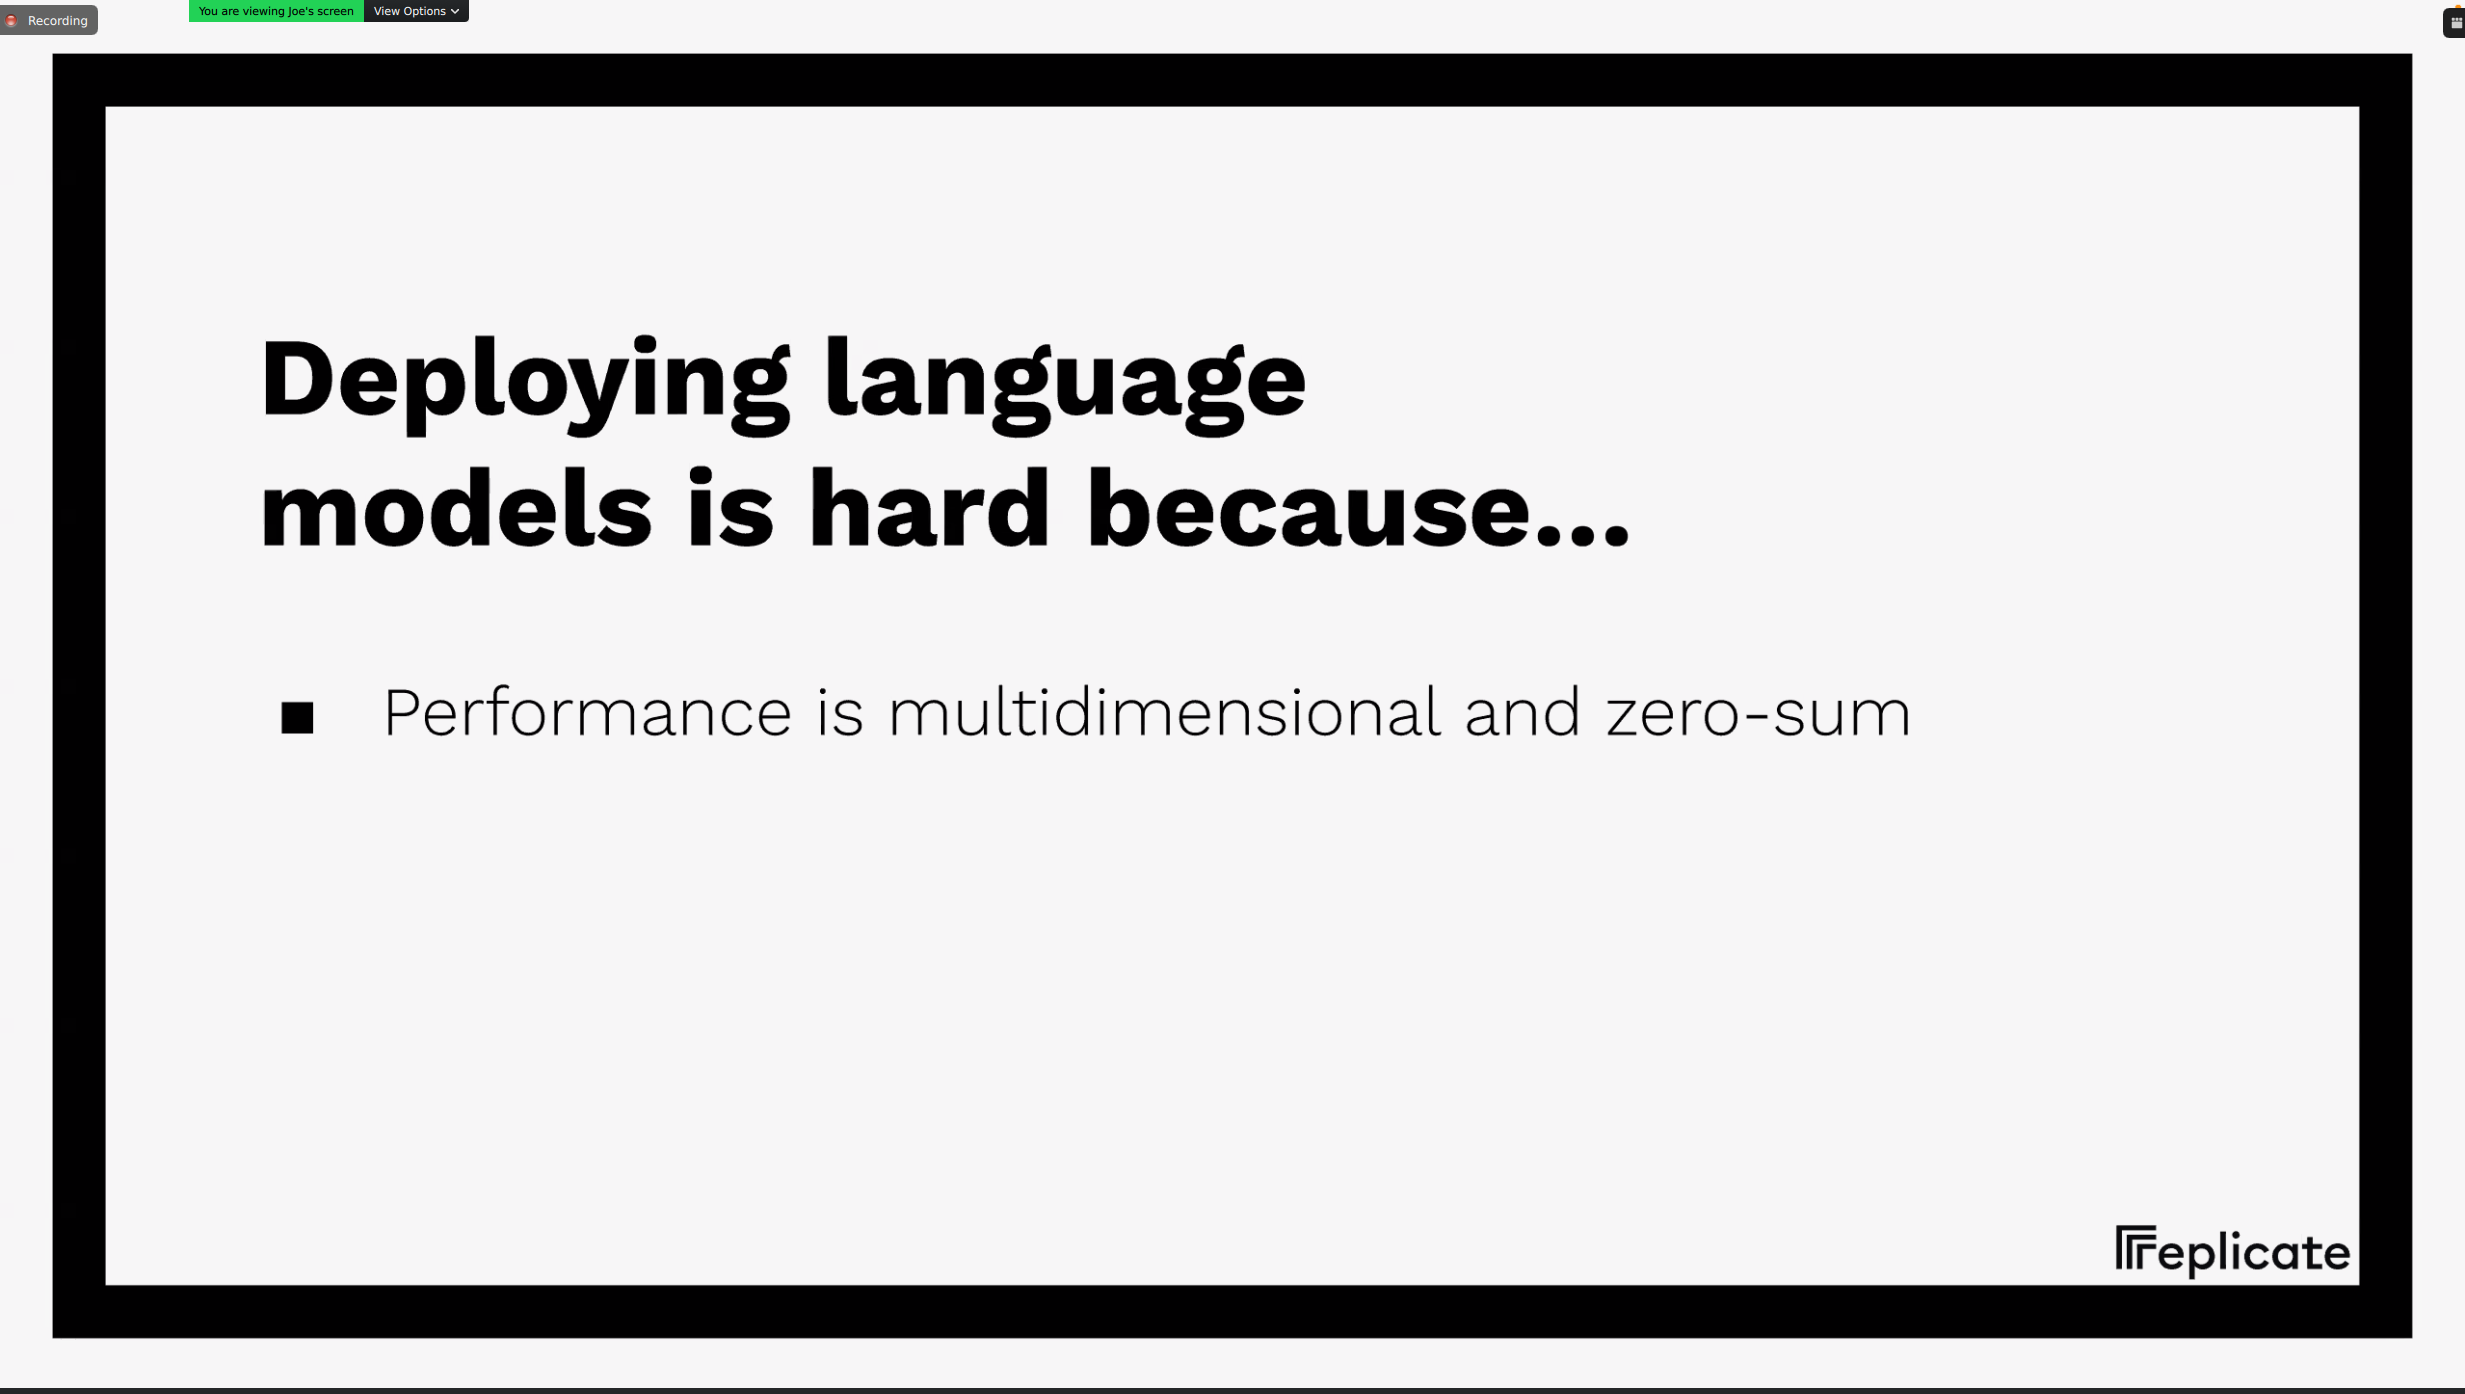 Recording
You are viewing Joe's screen
View Options
Deploying language
models is hard because...
■ Performance is multidimensional and zero-sum
replicate